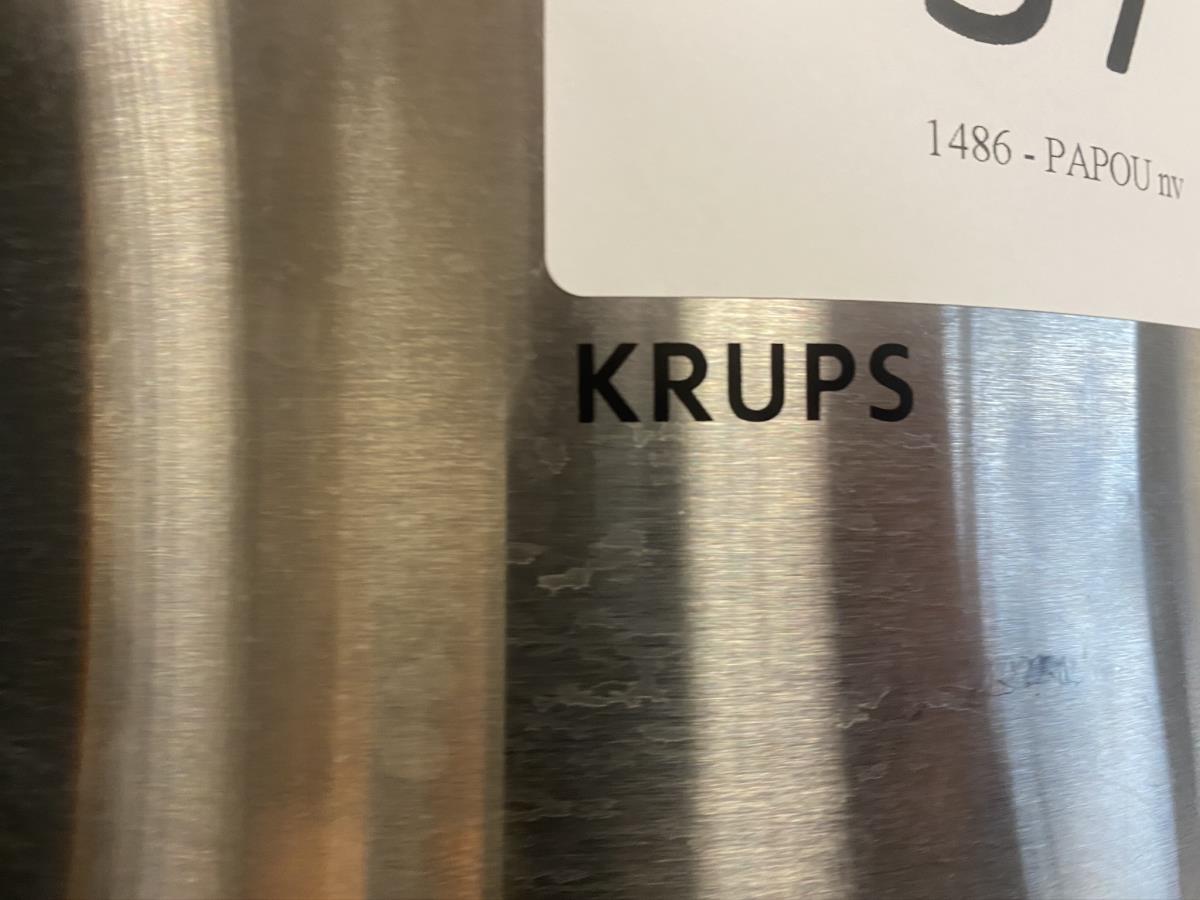 1486 - PAPOU nv
KRUPS